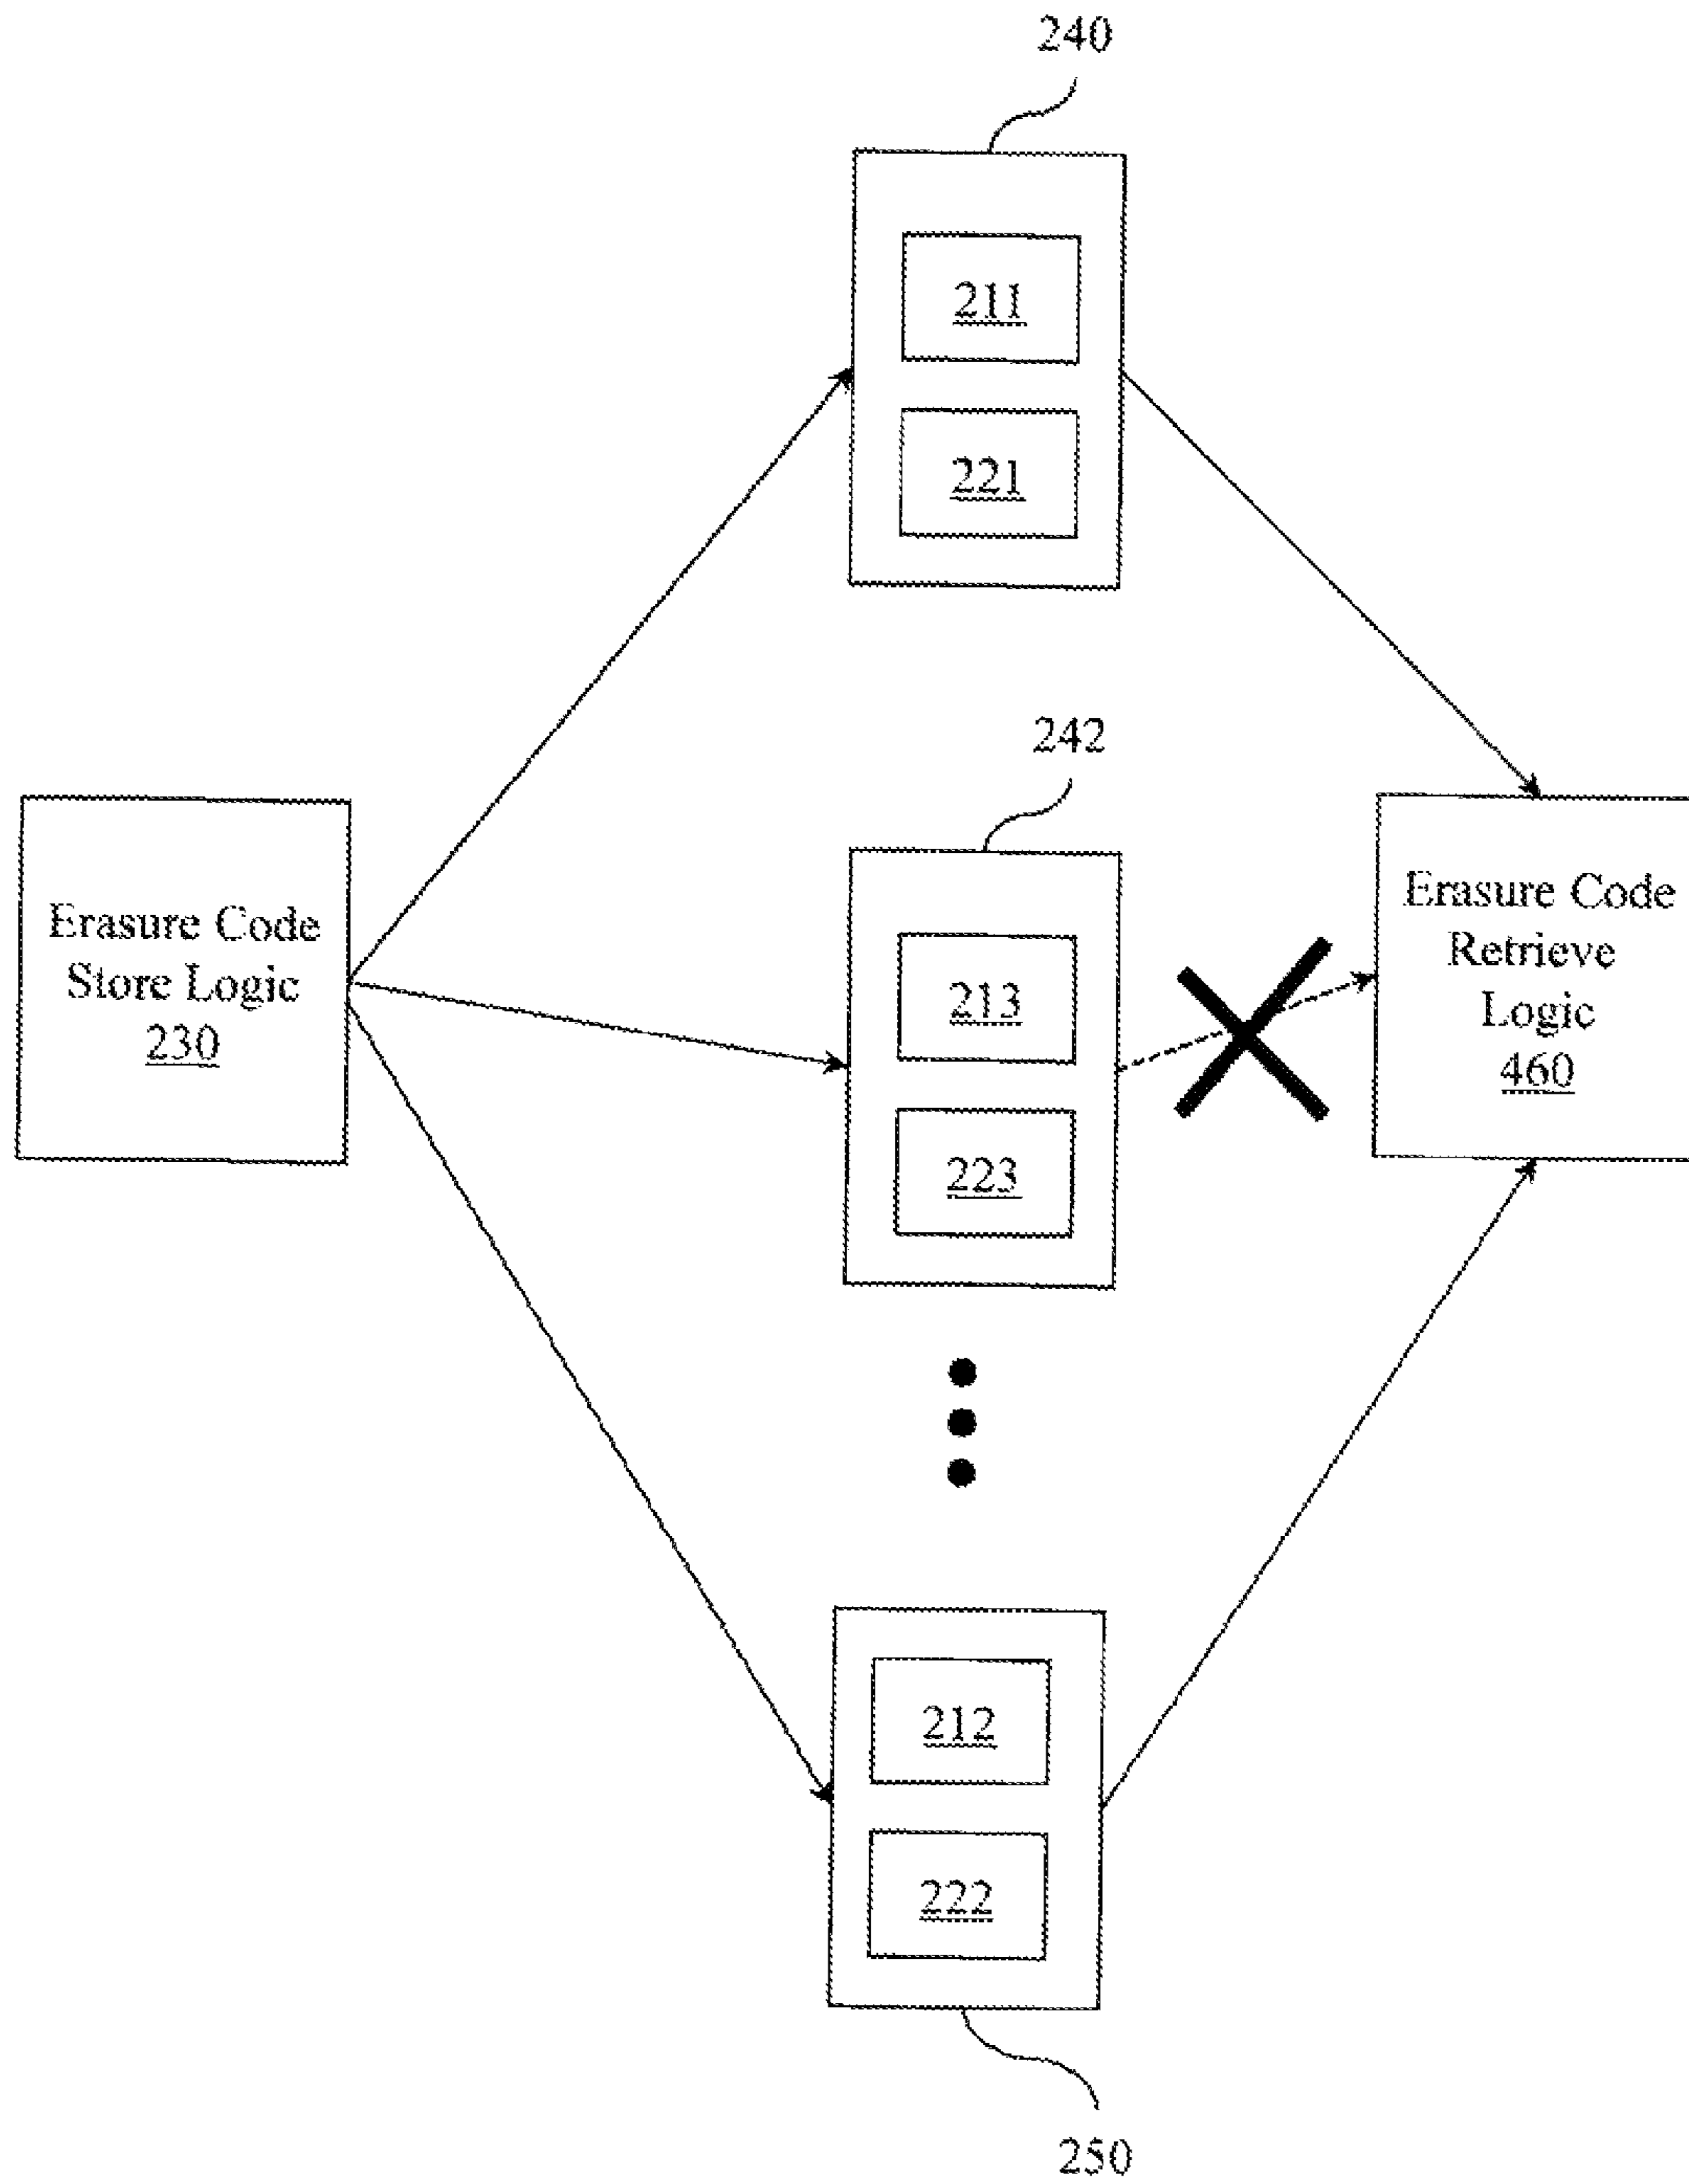 240
211
221
242
Erasure Code
Store Logic
230
213
223
Erasure Code
Retrieve
Logic
460
212
222
250